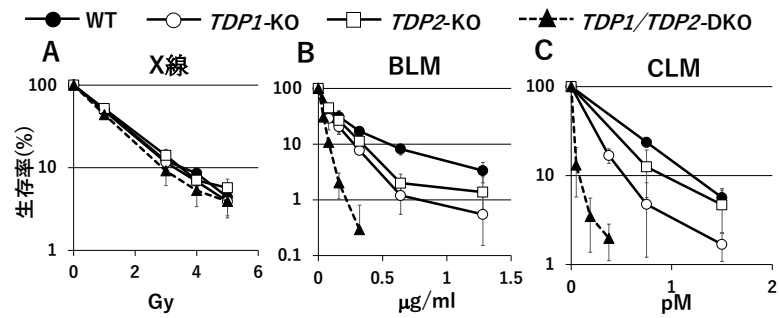 WT TDP1-KO TDP2-KO TDP1/TDP2-DKO
A X線 B BLM C CLM
生存率(%)
100
10
1
0 2 4 6
Gy
100
10
1
0.1
0 0.5 1 1.5
μg/ml
100
10
1
0 1 2
pM